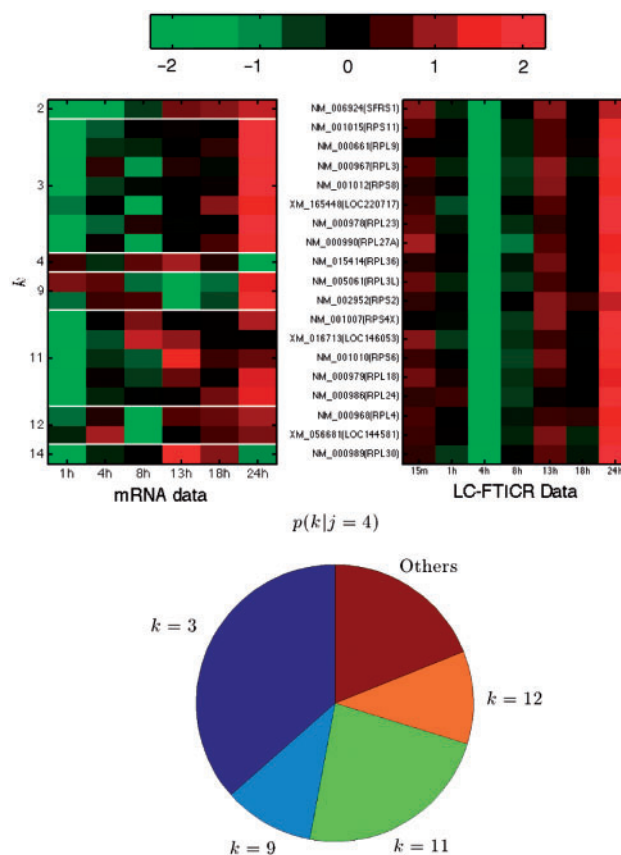 -2 -1 0 1 2
2
3
4
9
11
12
14
k
1h 4h 8h 13h 18h 24h
mRNA data
NM_006924(SFRS1)
NM_001015(RPS11)
NM_000661(RPL9)
NM_000967(RPL3)
NM_001012(RPS8)
XM_165448(LOC220717)
NM_000978(RPL23)
NM_000990(RPL27A)
NM_015414(RPL36)
NM_005061(RPL3L)
NM_002952(RPS2)
NM_001007(RPS4X)
XM_016713(LOC146053)
NM_001010(RPS6)
NM_000979(RPL18)
NM_000986(RPL24)
NM_000968(RPL4)
XM_056681(LOC144581)
NM_000989(RPL30)
15m 1h 4h 8h 13h 18h 24h
LC-FTICR Data
p(k|j = 4)
Others
k = 3
k = 12
k = 9
k = 11